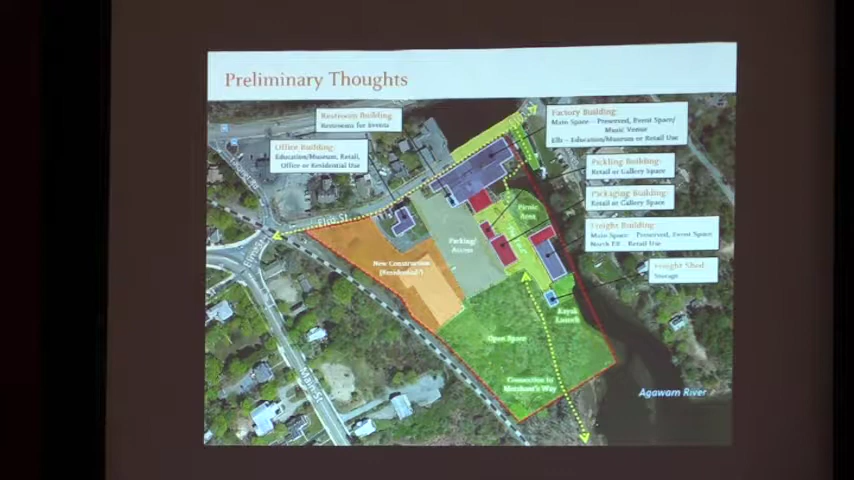 Preliminary Thoughts
Restroom Building:
Restrooms for Events
Office Building:
Education/Museum, Retail,
Office or Residential Use
Factory Building:
Main Space – Preserved, Event Space/
Music Venue
Ells – Education/Museum or Retail Use
Pickling Building:
Retail or Gallery Space
Packaging Building:
Retail or Gallery Space
Freight Building:
Main Space – Preserved, Event Space
North Ell – Retail Use
Freight Shed
Storage
Elm St
Elm St
Main St
New Construction
(Residential?)
Parking/
Access
Picnic
Area
Kayak
Launch
Open Space
Connection to
Merchant's Way
Agawam River